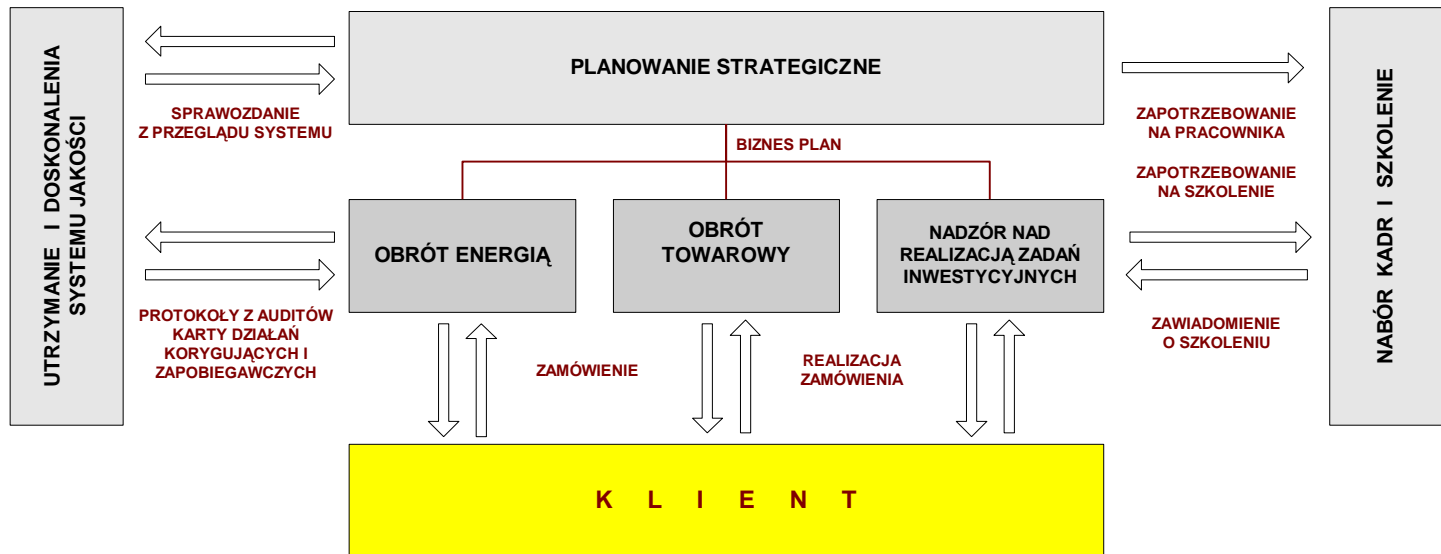 UTRZYMANIE I DOSKONALENIA
SYSTEMU JAKOŚCI
PLANOWANIE STRATEGICZNE
SPRAWOZDANIE
Z PRZEGLĄDU SYSTEMU
ZAPOTRZEBOWANIE
NA PRACOWNIKA
BIZNES PLAN
ZAPOTRZEBOWANIE
NA SZKOLENIE
NABÓR KADR I SZKOLENIE
OBRÓT ENERGIĄ
OBRÓT
TOWAROWY
NADZÓR NAD
REALIZACJĄ ZADAŃ
INWESTYCYJNYCH
PROTOKOŁY Z AUDITÓW
KARTY DZIAŁAŃ
KORYGUJĄCYCH I
ZAPOBIEGAWCZYCH
ZAWIADOMIENIE
O SZKOLENIU
ZAMÓWIENIE
REALIZACJA
ZAMÓWIENIA
K L I E N T